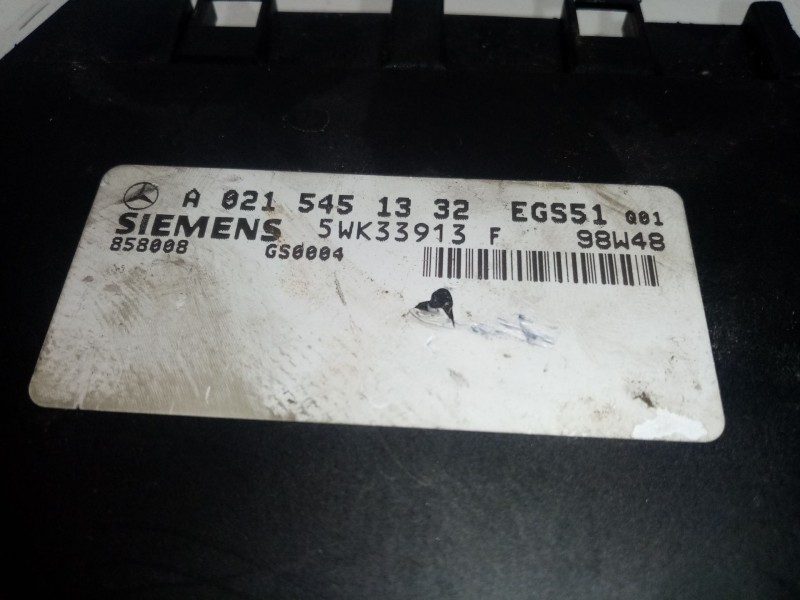 A 021 545 13 32 EGS51 Q01
SIEMENS 5WK33913 F 98W48
858008 GS0004